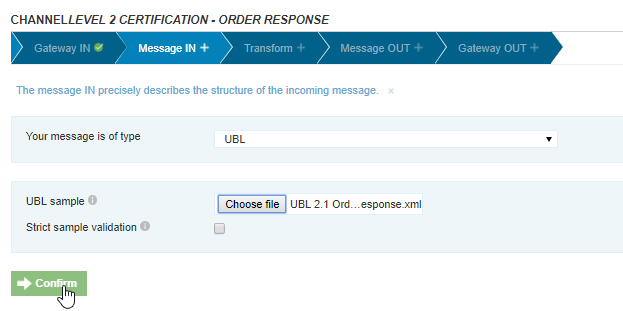 CHANNELLEVEL 2 CERTIFICATION - ORDER RESPONSE
Gateway IN Message IN + Transform + Message OUT + Gateway OUT +
The message IN precisely describes the structure of the incoming message. ×
Your message is of type UBL
UBL sample Choose file UBL 2.1 Ord…esponse.xml
Strict sample validation
Confirm